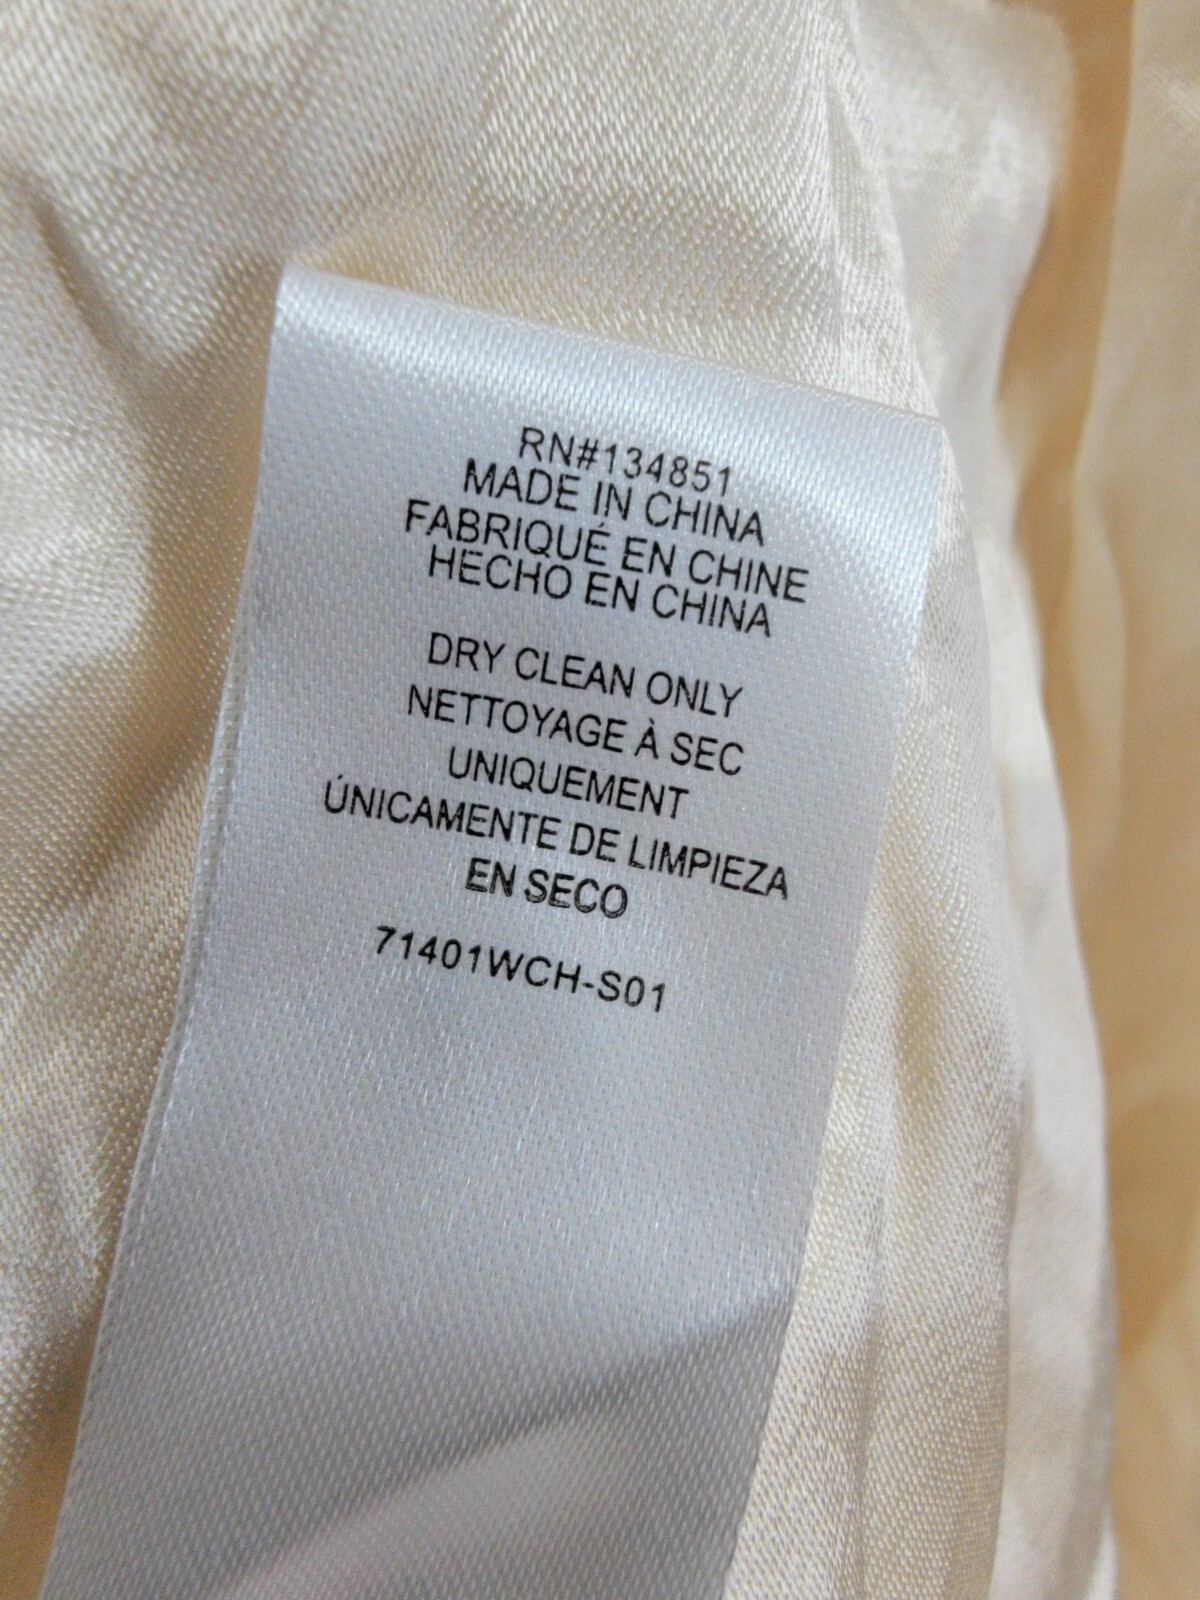 RN#134851
MADE IN CHINA
FABRIQUÉ EN CHINE
HECHO EN CHINA
DRY CLEAN ONLY
NETTOYAGE À SEC
UNIQUEMENT
ÚNICAMENTE DE LIMPIEZA
EN SECO
71401WCH-S01